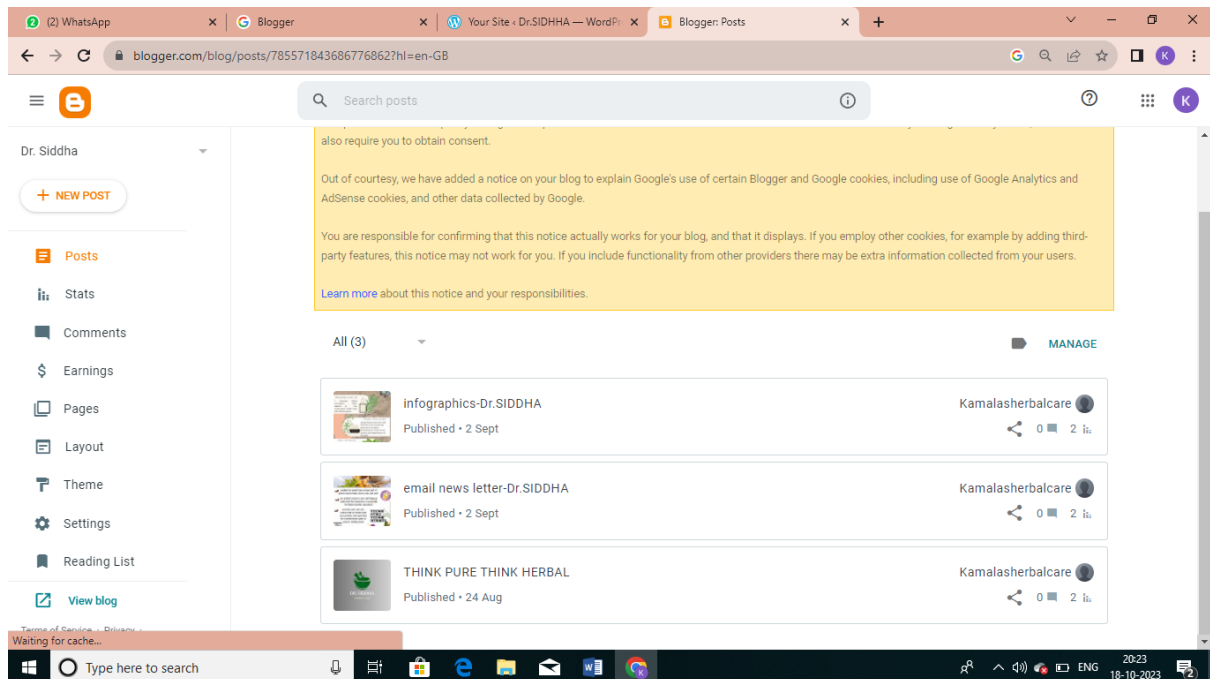 (2) WhatsApp
Blogger
Your Site ‹ Dr.SIDHHA — WordPr
Blogger: Posts
blogger.com/blog/posts/7855718436867768622?hl=en-GB
Search posts
K
Dr. Siddha
NEW POST
Posts
Stats
Comments
Earnings
Pages
Layout
Theme
Settings
Reading List
View blog
Terms of Service · Privacy ·
Waiting for cache...
also require you to obtain consent.
Out of courtesy, we have added a notice on your blog to explain Google's use of certain Blogger and Google cookies, including use of Google Analytics and
AdSense cookies, and other data collected by Google.
You are responsible for confirming that this notice actually works for your blog, and that it displays. If you employ other cookies, for example by adding third-
party features, this notice may not work for you. If you include functionality from other providers there may be extra information collected from your users.
Learn more about this notice and your responsibilities.
All (3)
MANAGE
infographics-Dr.SIDDHA
Kamalasherbalcare
Published • 2 Sept
0 2
email news letter-Dr.SIDDHA
Kamalasherbalcare
Published • 2 Sept
0 2
THINK PURE THINK HERBAL
Kamalasherbalcare
Published • 24 Aug
0 2
Type here to search
ENG
20:23
18-10-2023
2